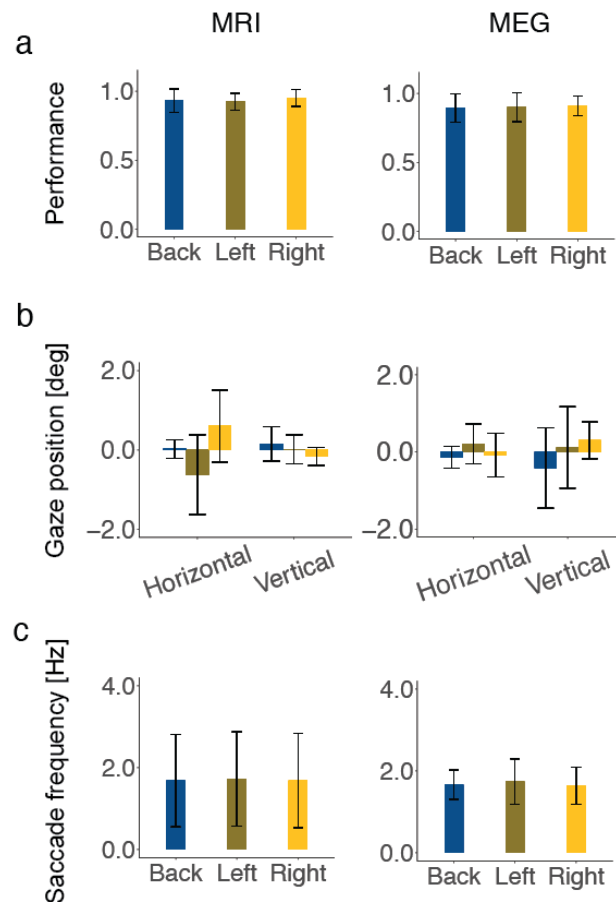 MRI MEG
a
Performance
1.0
0.5
0.0
Back Left Right
1.0
0.5
0.0
Back Left Right
b
Gaze position [deg]
2.0
0.0
−2.0
Horizontal Vertical
2.0
0.0
−2.0
Horizontal Vertical
c
Saccade frequency [Hz]
4.0
2.0
0.0
Back Left Right
4.0
2.0
0.0
Back Left Right